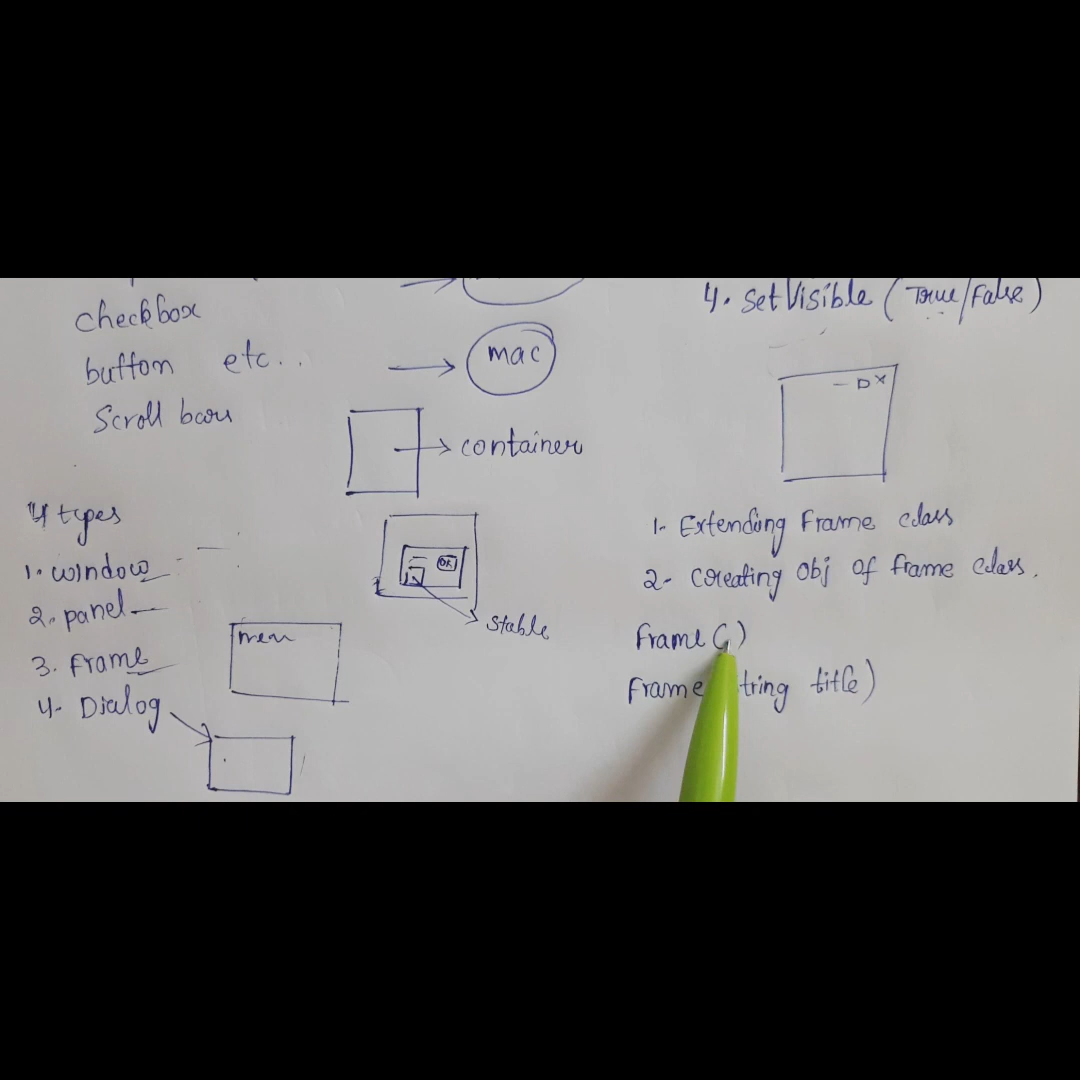 checkbox
button etc..
Scroll bars
mac
container
4 types
1. window
2. panel
3. Frame
4. Dialog
menu
OK
Stable
4. SetVisible (True/False)
- D X
1- Extending Frame class
2- Creating obj of frame class.
Frame ( )
Frame tring title)